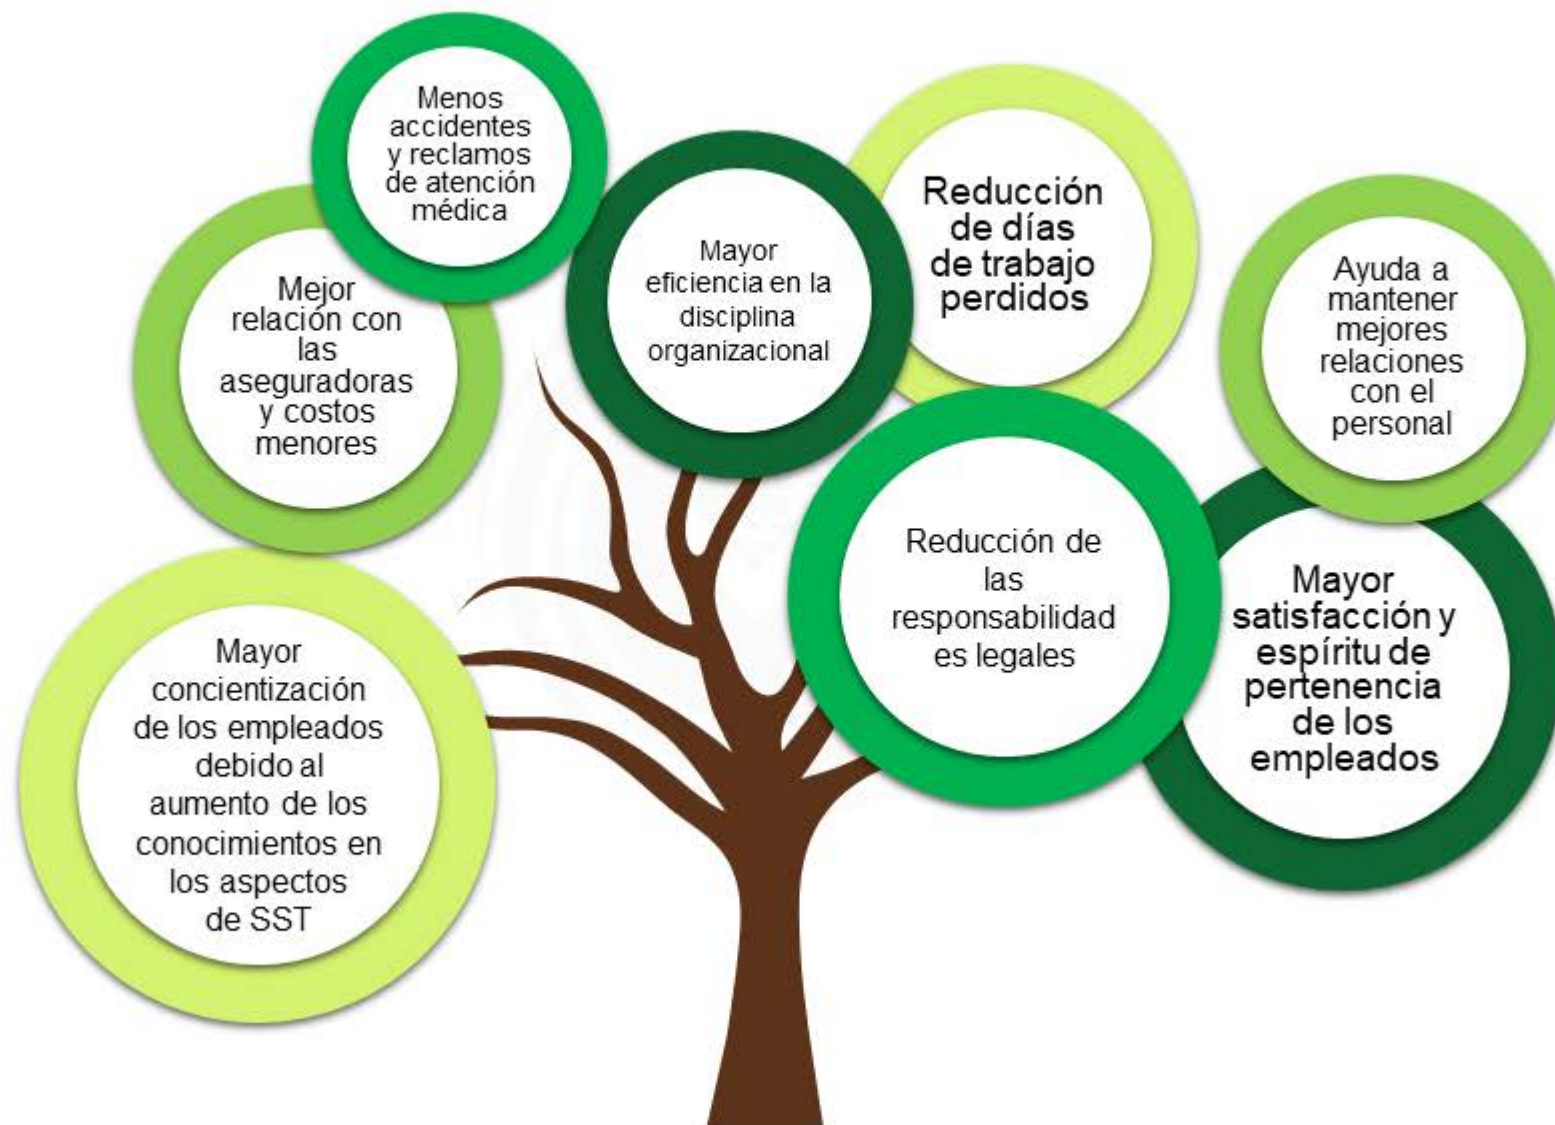 Menos
accidentes
y reclamos
de atención
médica
Mejor
relación con
las
aseguradoras
y costos
menores
Mayor
concientización
de los empleados
debido al
aumento de los
conocimientos en
los aspectos
de SST
Mayor
eficiencia en la
disciplina
organizacional
Reducción
de días
de trabajo
perdidos
Reducción de
las
responsabilidad
es legales
Ayuda a
mantener
mejores
relaciones
con el
personal
Mayor
satisfacción y
espíritu de
pertenencia
de los
empleados